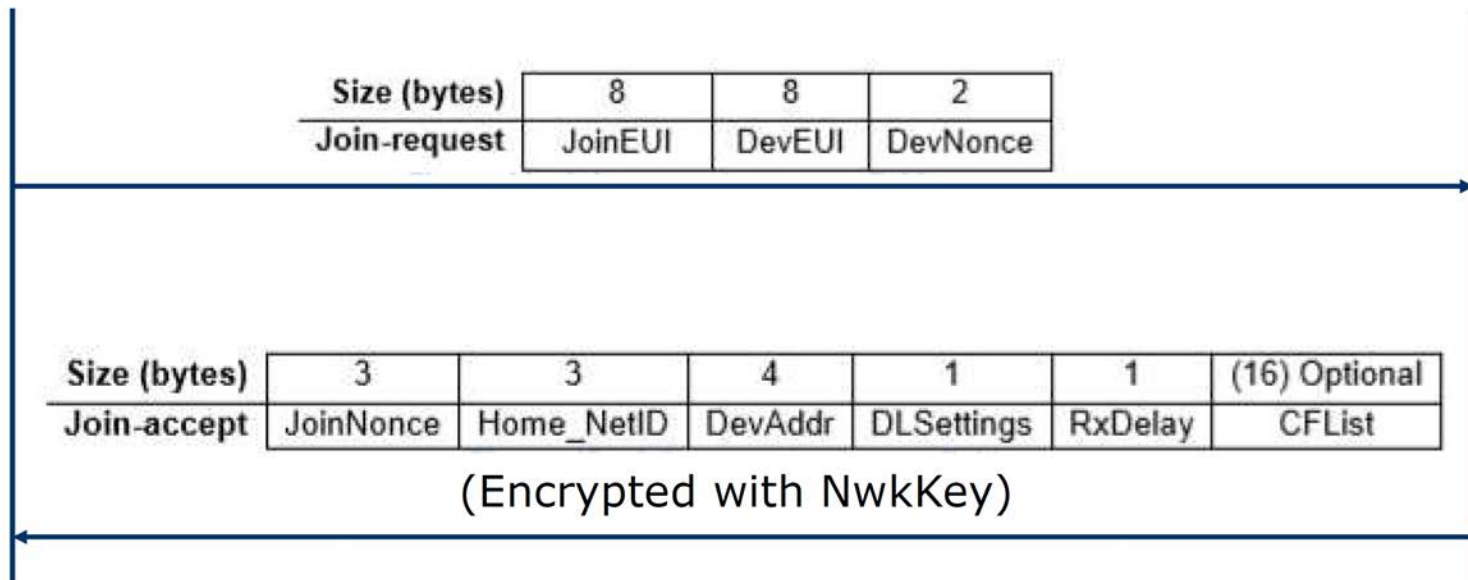 Size (bytes) 8 8 2
Join-request JoinEUI DevEUI DevNonce
Size (bytes) 3 3 4 1 1 (16) Optional
Join-accept JoinNonce Home_NetID DevAddr DLSettings RxDelay CFList
(Encrypted with NwkKey)